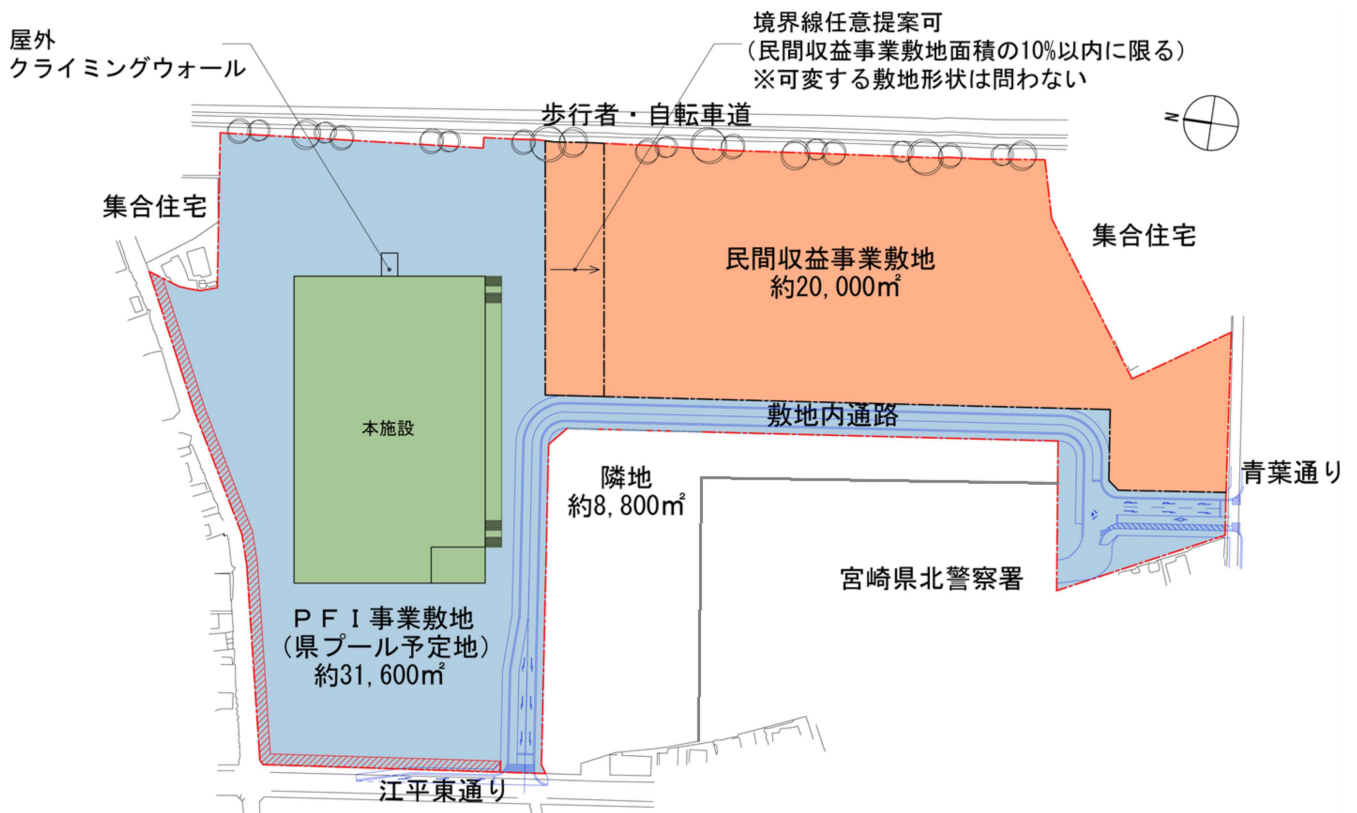 屋外
クライミングウォール
境界線任意提案可
(民間収益事業敷地面積の10%以内に限る)
※可変する敷地形状は問わない
歩行者・自転車道
N
集合住宅
集合住宅
民間収益事業敷地
約20,000㎡
本施設
敷地内通路
隣地
約8,800㎡
青葉通り
宮崎県北警察署
PFI事業敷地
(県プール予定地)
約31,600㎡
江平東通り